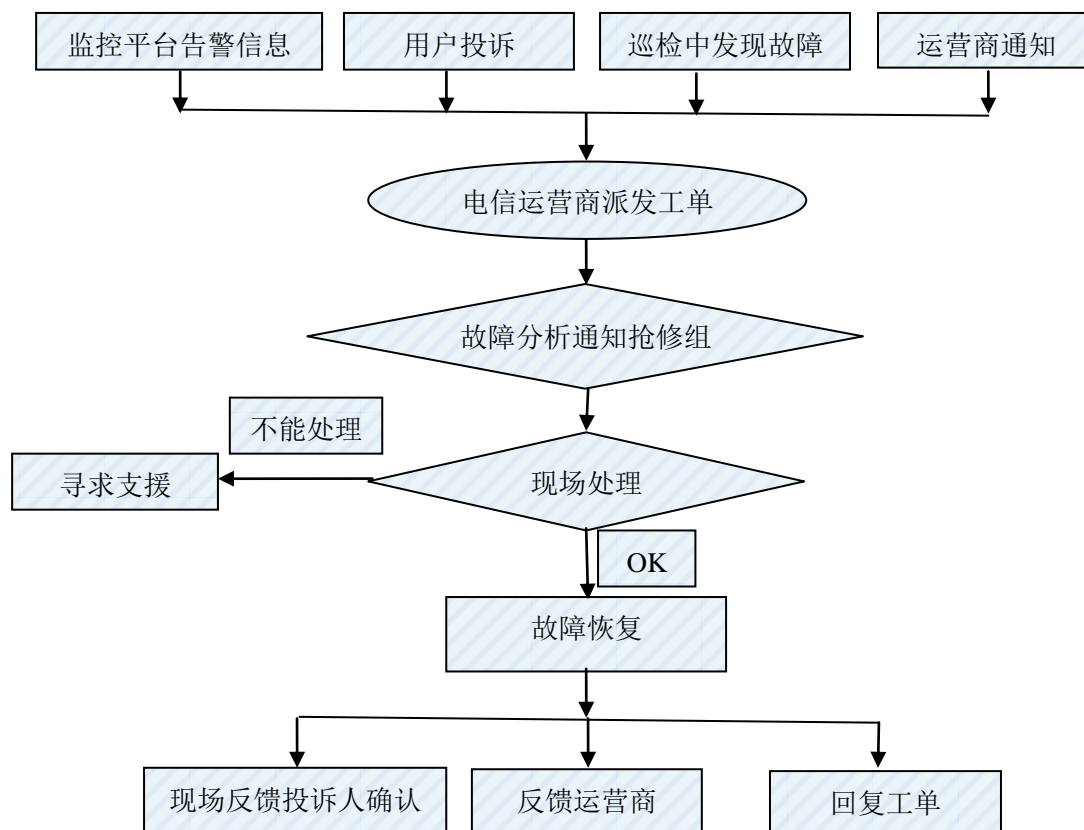 监控平台告警信息
用户投诉
巡检中发现故障
运营商通知
电信运营商派发工单
故障分析通知抢修组
不能处理
寻求支援
现场处理
OK
故障恢复
现场反馈投诉人确认
反馈运营商
回复工单